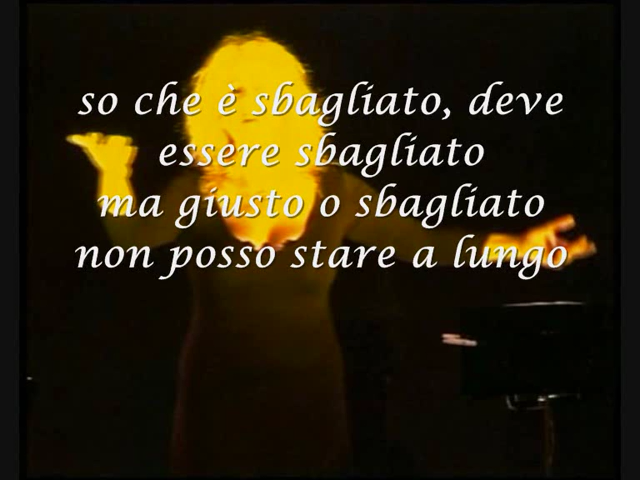 so che è sbagliato, deve
essere sbagliato
ma giusto o sbagliato
non posso stare a lungo